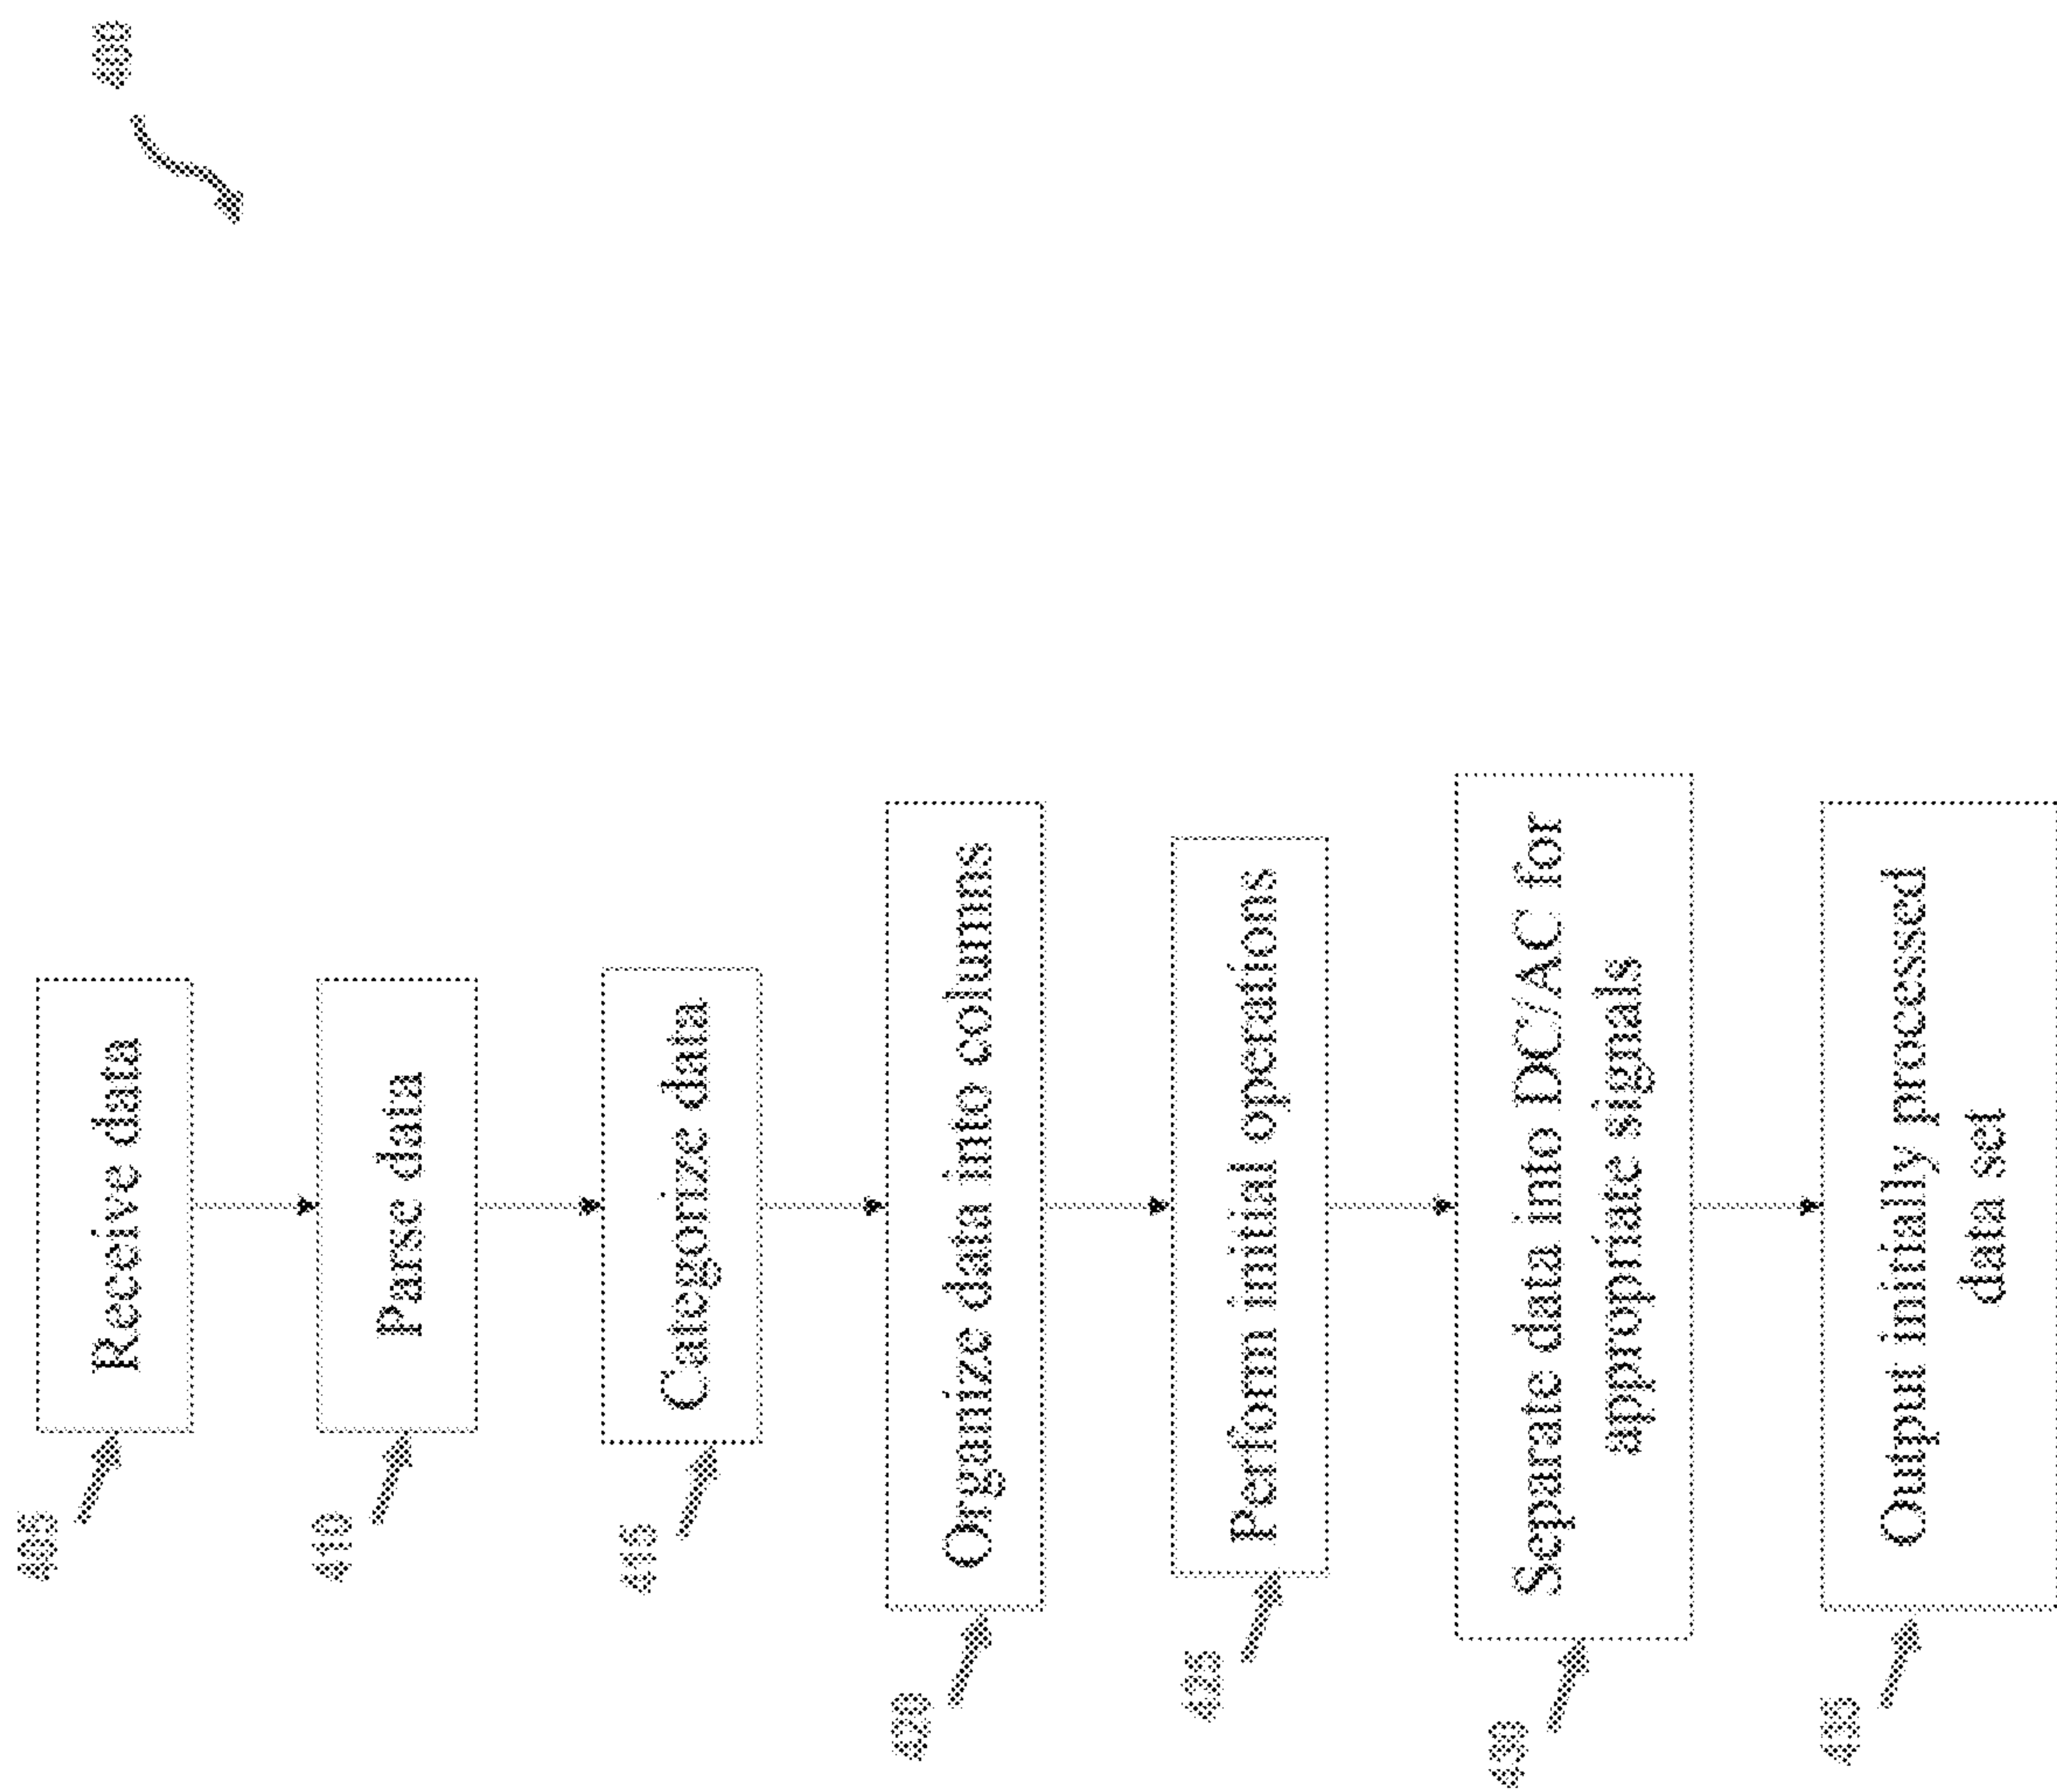 400
405
Receive data
410
Parse data
415
Categorize data
420
Organize data into columns
425
Perform initial operations
430
Separate data into DC/AC for
appropriate signals
435
Output initially processed
data set